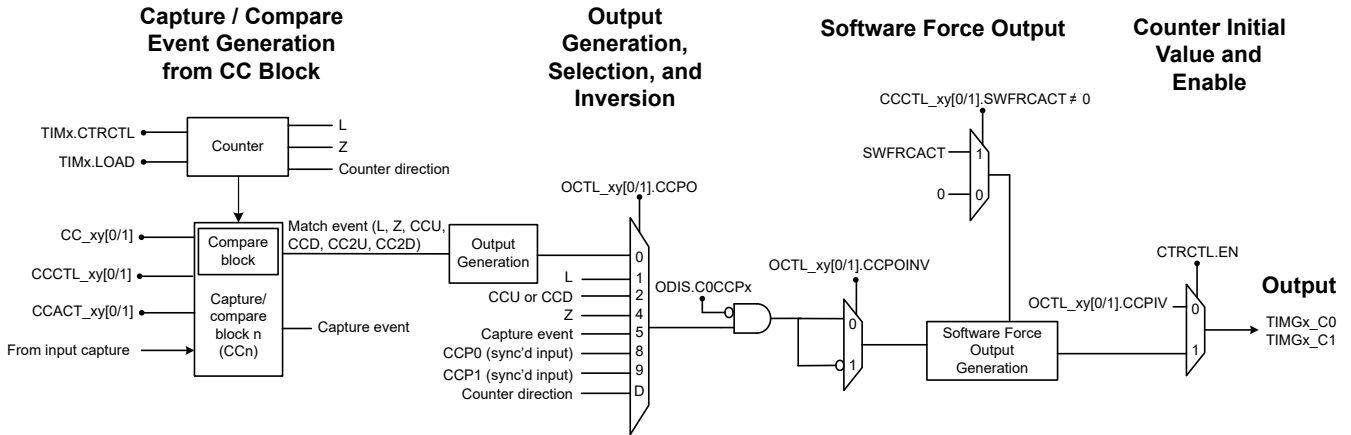 Capture / Compare
Event Generation
from CC Block
Output
Generation,
Selection, and
Inversion
Software Force Output
Counter Initial
Value and
Enable
TIMx.CTRCTL
TIMx.LOAD
Counter
L
Z
Counter direction
CC_xy[0/1]
CCCTL_xy[0/1]
CCACT_xy[0/1]
From input capture
Compare
block
Capture/
compare
block n
(CCn)
Match event (L, Z, CCU,
CCD, CC2U, CC2D)
Capture event
Output
Generation
OCTL_xy[0/1].CCPO
0
L 1
CCU or CCD 2
Z 4
Capture event 5
CCP0 (sync'd input) 8
CCP1 (sync'd input) 9
Counter direction D
ODIS.C0CCPx
OCTL_xy[0/1].CCPOINV
0
1
CCCTL_xy[0/1].SWFRCACT ≠ 0
SWFRCACT 1
0 0
Software Force
Output
Generation
CTRCTL.EN
OCTL_xy[0/1].CCPIV 0
1
Output
TIMGx_C0
TIMGx_C1